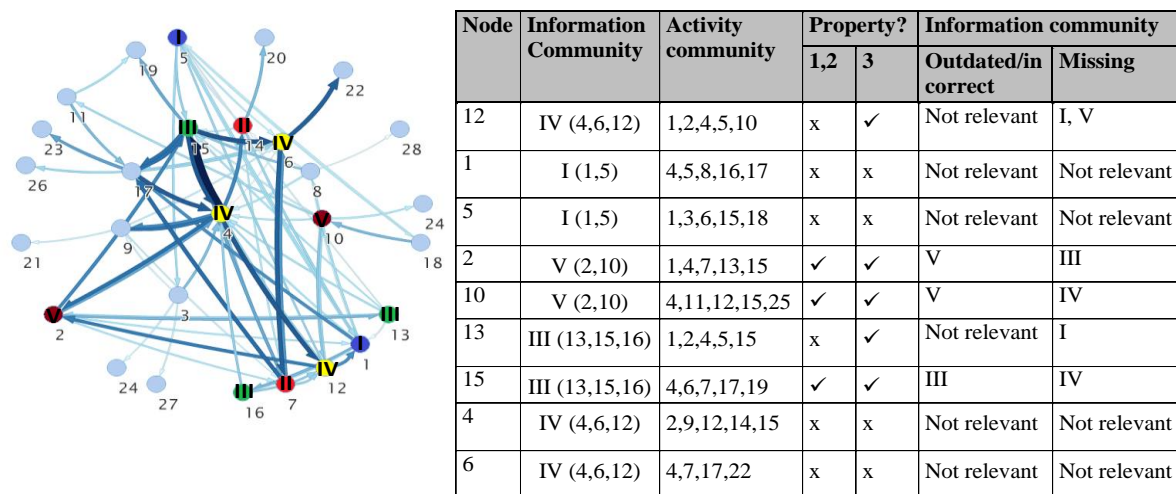 I
5
20
19
22
11
III
15
II
14
IV
6
23
28
26
17
8
IV
4
V
10
24
9
21
18
3
V
2
III
13
I
1
24
27
III
16
II
7
IV
12
Node Information Community Activity community Property? Information community
1,2 3 Outdated/in correct Missing
12 IV (4,6,12) 1,2,4,5,10 x ✓ Not relevant I, V
1 I (1,5) 4,5,8,16,17 x x Not relevant Not relevant
5 I (1,5) 1,3,6,15,18 x x Not relevant Not relevant
2 V (2,10) 1,4,7,13,15 ✓ ✓ V III
10 V (2,10) 4,11,12,15,25 ✓ ✓ V IV
13 III (13,15,16) 1,2,4,5,15 x ✓ Not relevant I
15 III (13,15,16) 4,6,7,17,19 ✓ ✓ III IV
4 IV (4,6,12) 2,9,12,14,15 x x Not relevant Not relevant
6 IV (4,6,12) 4,7,17,22 x x Not relevant Not relevant